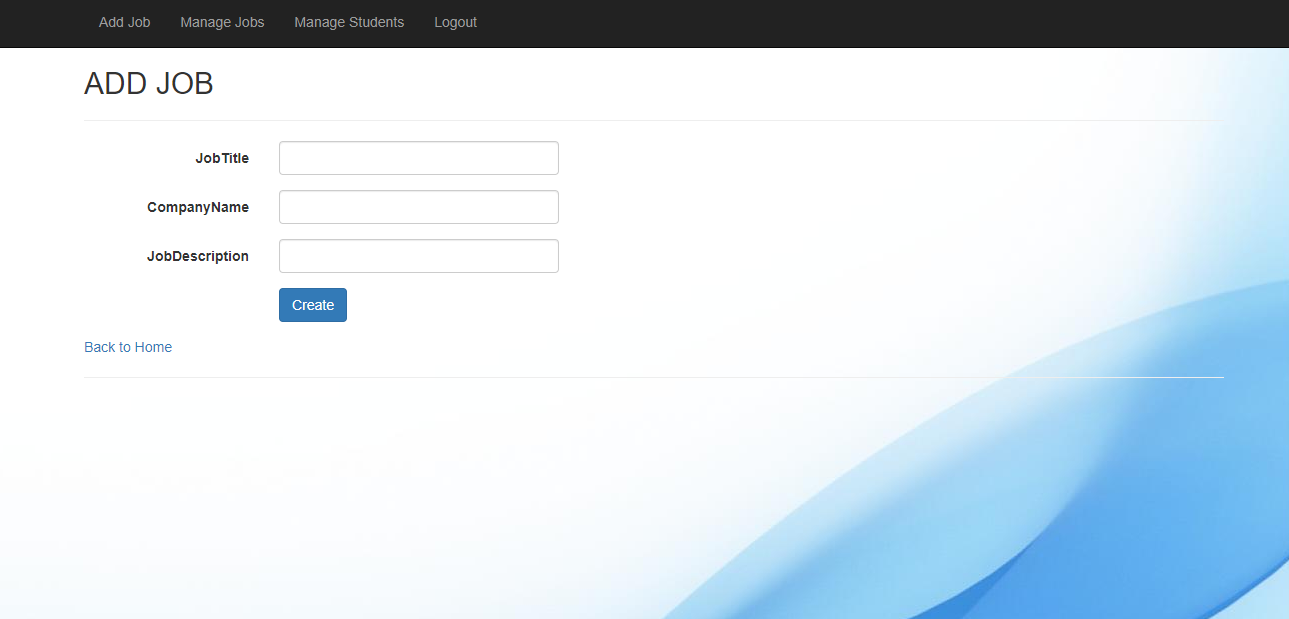 Add Job Manage Jobs Manage Students Logout
ADD JOB
JobTitle
CompanyName
JobDescription
Create
Back to Home